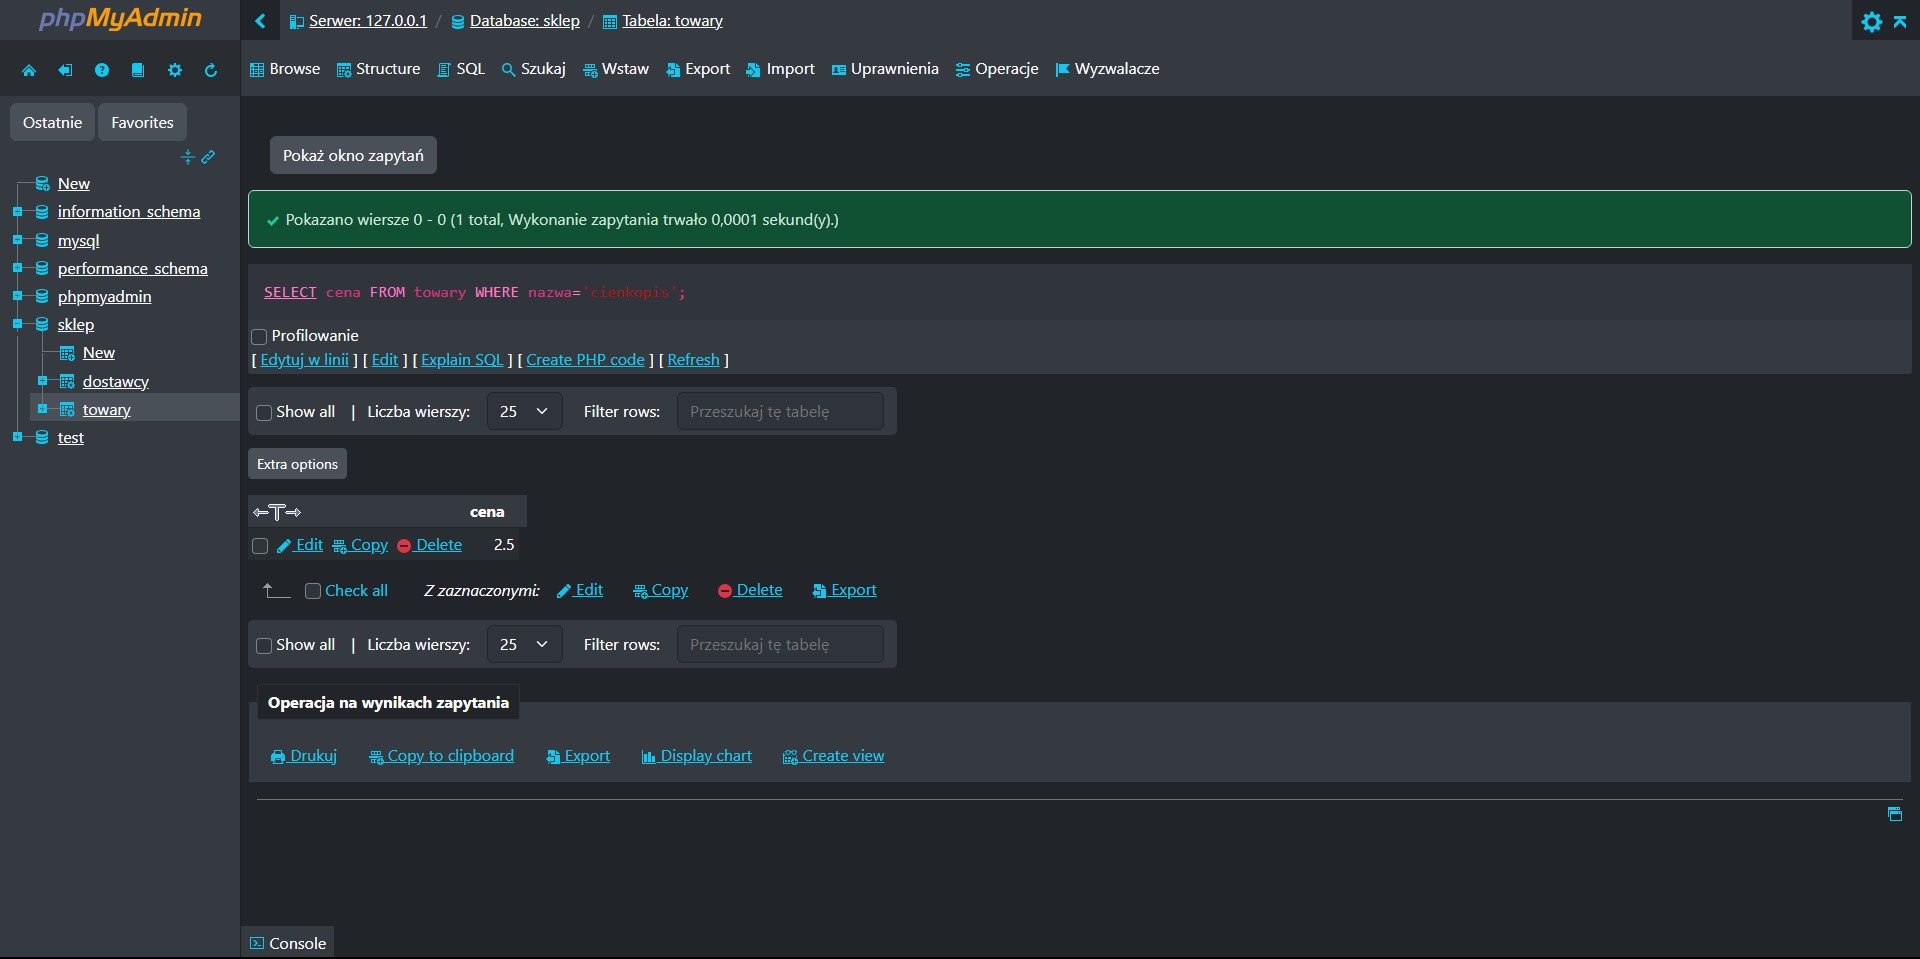 phpMyAdmin
Serwer: 127.0.0.1 / Database: sklep / Tabela: towary
Browse Structure SQL Szukaj Wstaw Export Import Uprawnienia Operacje Wyzwalacze
Ostatnie Favorites
New
information_schema
mysql
performance_schema
phpmyadmin
sklep
New
dostawcy
towary
test
Pokaż okno zapytań
Pokazano wiersze 0 - 0 (1 total, Wykonanie zapytania trwało 0,0001 sekund(y).)
SELECT cena FROM towary WHERE nazwa='cienkopis';
Profilowanie
[ Edytuj w linii ] [ Edit ] [ Explain SQL ] [ Create PHP code ] [ Refresh ]
Show all | Liczba wierszy: 25 Filter rows: Przeszukaj tę tabelę
Extra options
←T→ cena
Edit Copy Delete 2.5
Check all Z zaznaczonymi: Edit Copy Delete Export
Show all | Liczba wierszy: 25 Filter rows: Przeszukaj tę tabelę
Operacja na wynikach zapytania
Drukuj Copy to clipboard Export Display chart Create view
Console